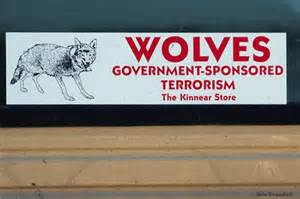 WOLVES
GOVERNMENT-SPONSORED
TERRORISM
The Kinnear Store